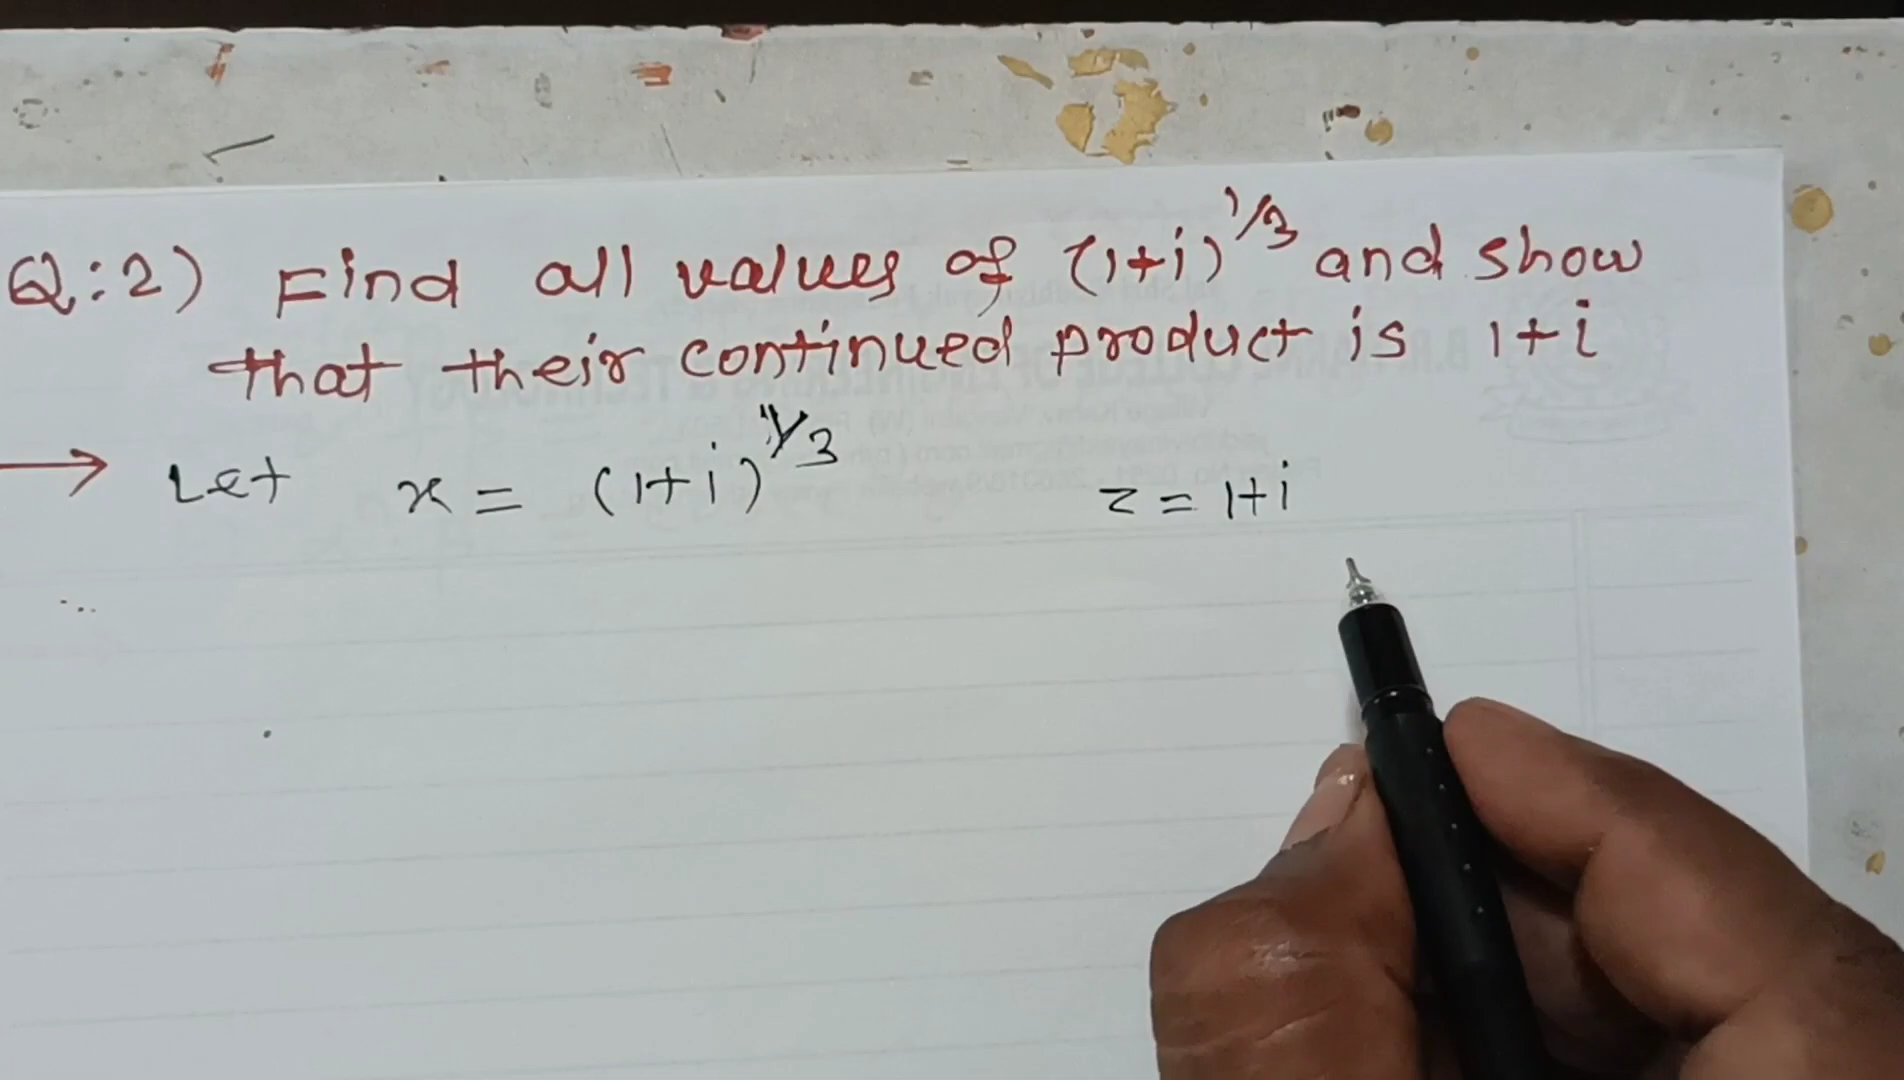 Q:2) Find all values of (1+i)^1/3 and show
that their continued product is 1+i
→ Let x = (1+i)^1/3 z = 1+i